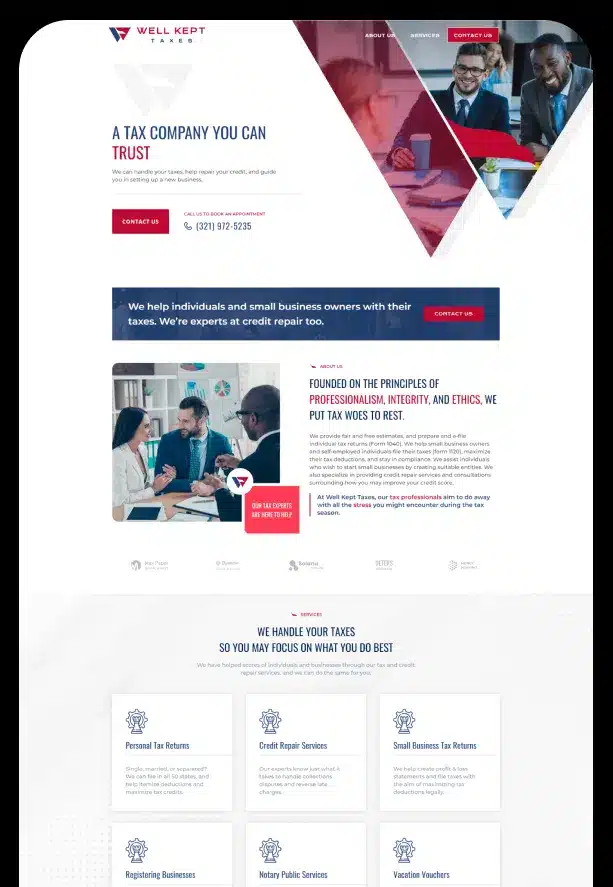 WELL KEPT
TAXES
ABOUT US
SERVICES
CONTACT US
A TAX COMPANY YOU CAN
TRUST
We can handle your taxes, help repair your credit, and guide
you in setting up a new business.
CONTACT US
CALL US TO BOOK AN APPOINTMENT
(321) 972-5235
We help individuals and small business owners with their
taxes. We're experts at credit repair too.
CONTACT US
ABOUT US
FOUNDED ON THE PRINCIPLES OF
PROFESSIONALISM, INTEGRITY, AND ETHICS, WE
PUT TAX WOES TO REST.
We provide fair and free estimates, and prepare and e-file
individual tax returns (Form 1040). We help small business owners
and self-employed individuals file their taxes (form 1120), maximize
their tax deductions, and stay in compliance. We assist individuals
who wish to start small businesses by creating suitable entities. We
also specialize in providing credit repair services and consultations
surrounding how you may improve your credit score.
OUR TAX EXPERTS
ARE HERE TO HELP
At Well Kept Taxes, our tax professionals aim to do away
with all the stress you might encounter during the tax
season.
SERVICES
WE HANDLE YOUR TAXES
SO YOU MAY FOCUS ON WHAT YOU DO BEST
We have helped scores of individuals and businesses through our tax and credit
repair services, and we can do the same for you.
Personal Tax Returns
Single, married, or separated?
We can file in all 50 states, and
help itemize deductions and
maximize tax credits.
Credit Repair Services
Our experts know just what it
takes to handle collections
disputes and reverse late
charges.
Small Business Tax Returns
We help create profit & loss
statements and file taxes with
the aim of maximizing tax
deductions legally.
Registering Businesses
Notary Public Services
Vacation Vouchers